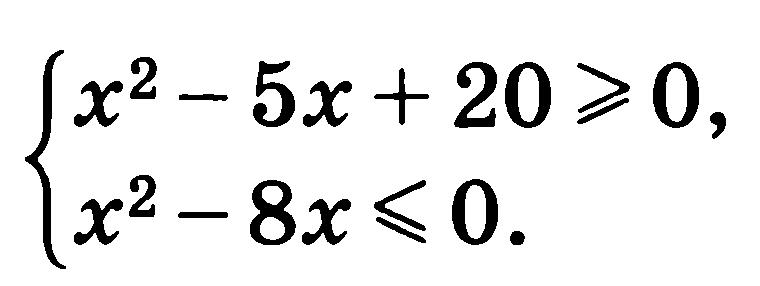 x² − 5x + 20 ⩾ 0,
x² − 8x ⩽ 0.